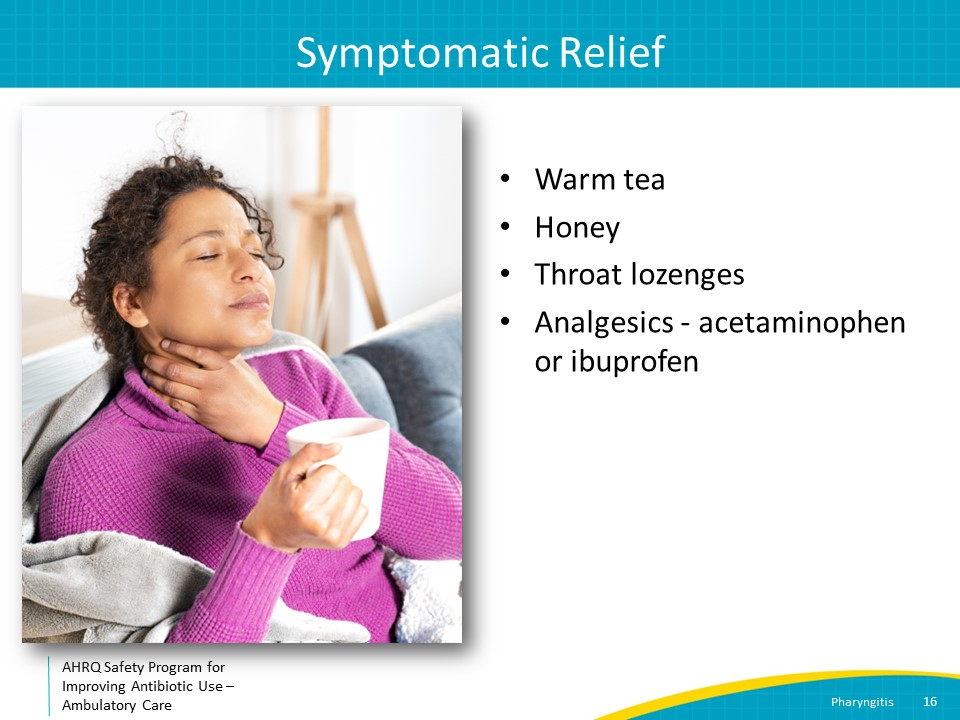 Symptomatic Relief
• Warm tea
• Honey
• Throat lozenges
• Analgesics - acetaminophen
or ibuprofen
AHRQ Safety Program for
Improving Antibiotic Use –
Ambulatory Care
Pharyngitis 16